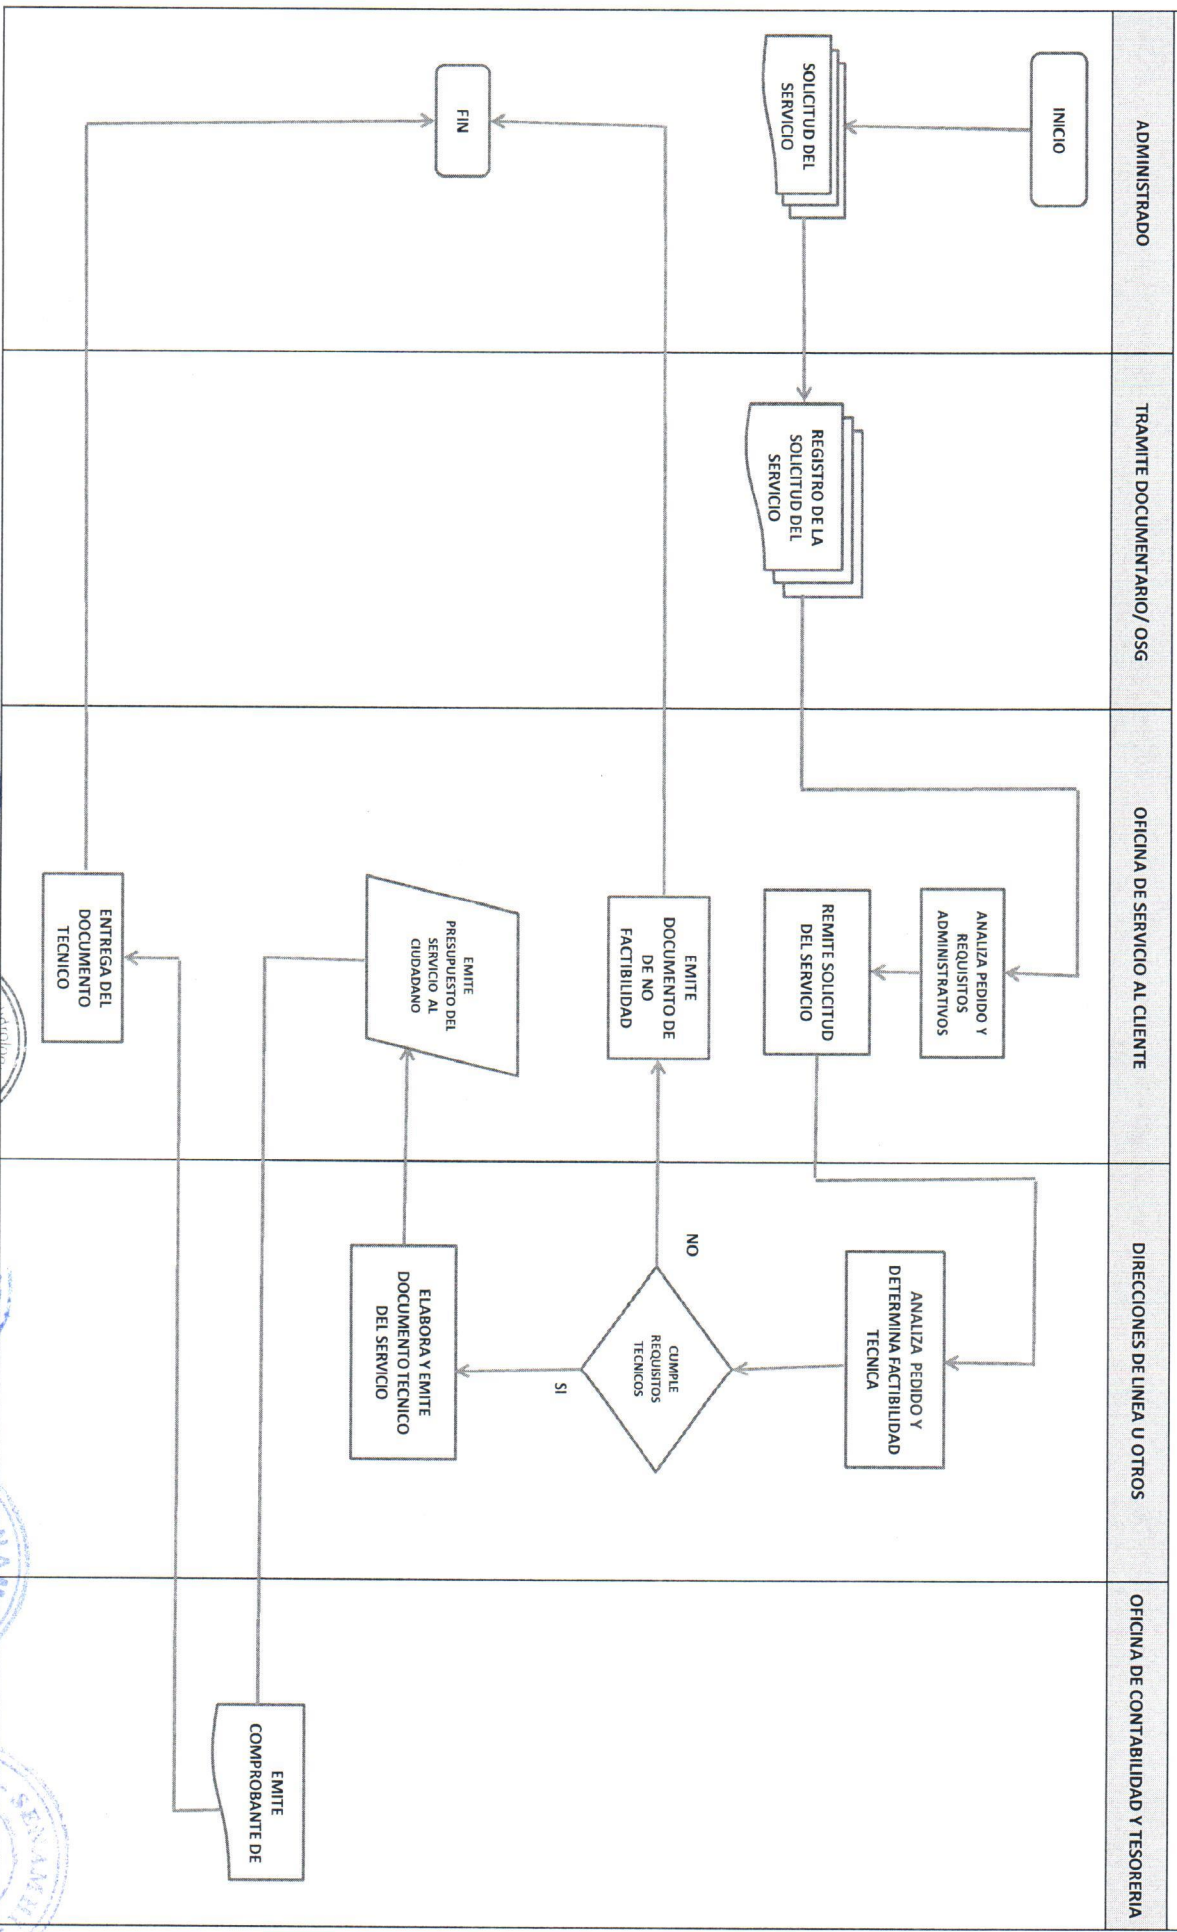 ADMINISTRADO
TRAMITE DOCUMENTARIO/ OSG
OFICINA DE SERVICIO AL CLIENTE
DIRECCIONES DE LINEA U OTROS
OFICINA DE CONTABILIDAD Y TESORERIA
INICIO
SOLICITUD DEL
SERVICIO
REGISTRO DE LA
SOLICITUD DEL
SERVICIO
ANALIZA PEDIDO Y
REQUISITOS
ADMINISTRATIVOS
REMITE SOLICITUD
DEL SERVICIO
ANALIZA PEDIDO Y
DETERMINA FACTIBILIDAD
TECNICA
CUMPLE
REQUISITOS
TECNICOS
NO
SI
EMITE
DOCUMENTO DE
DE NO
FACTIBILIDAD
FIN
ELABORA Y EMITE
DOCUMENTO TECNICO
DEL SERVICIO
EMITE
PRESUPUESTO DEL
SERVICIO AL
CIUDADANO
EMITE
COMPROBANTE DE
ENTREGA DEL
DOCUMENTO
TECNICO
SENAMHI